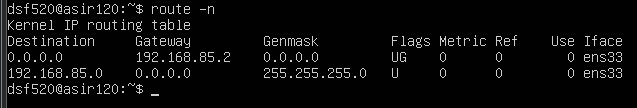 dsf520@asir120:~$ route -n
Kernel IP routing table
Destination     Gateway         Genmask         Flags Metric Ref    Use Iface
0.0.0.0         192.168.85.2    0.0.0.0         UG    0      0        0 ens33
192.168.85.0    0.0.0.0         255.255.255.0   U     0      0        0 ens33
dsf520@asir120:~$ _